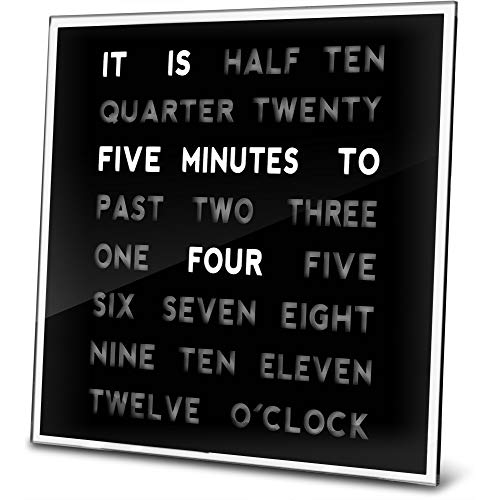 IT IS HALF TEN
QUARTER TWENTY
FIVE MINUTES TO
PAST TWO THREE
ONE FOUR FIVE
SIX SEVEN EIGHT
NINE TEN ELEVEN
TWELVE O'CLOCK